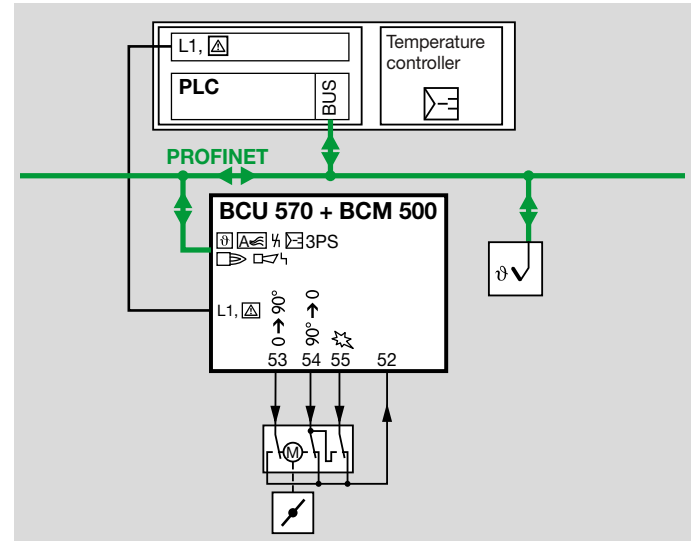 L1,
Temperature
controller
PLC
BUS
PROFINET
BCU 570 + BCM 500
ϑ A 3PS
L1,
0 → 90°
90° → 0
53 54 55 52
M
ϑ